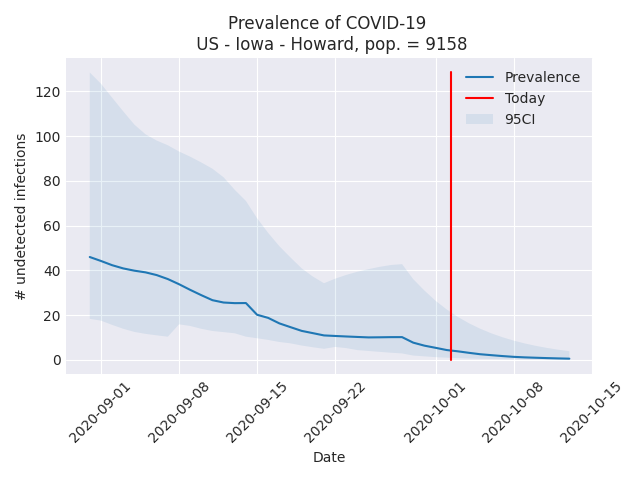 Prevalence of COVID-19
US - Iowa - Howard, pop. = 9158
# undetected infections
120
100
80
60
40
20
0
Prevalence
Today
95CI
2020-09-01
2020-09-08
2020-09-15
2020-09-22
2020-10-01
2020-10-08
2020-10-15
Date